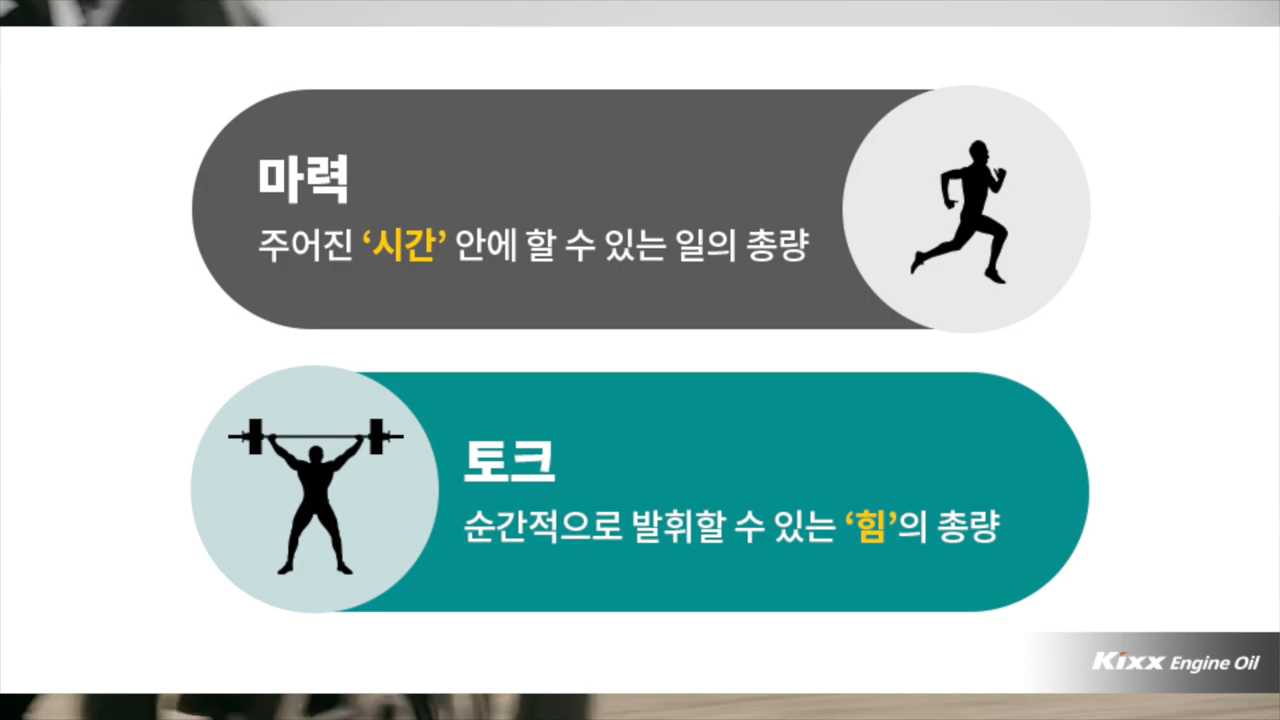 마력
주어진 ‘시간’ 안에 할 수 있는 일의 총량
토크
순간적으로 발휘할 수 있는 ‘힘’의 총량
Kixx Engine Oil